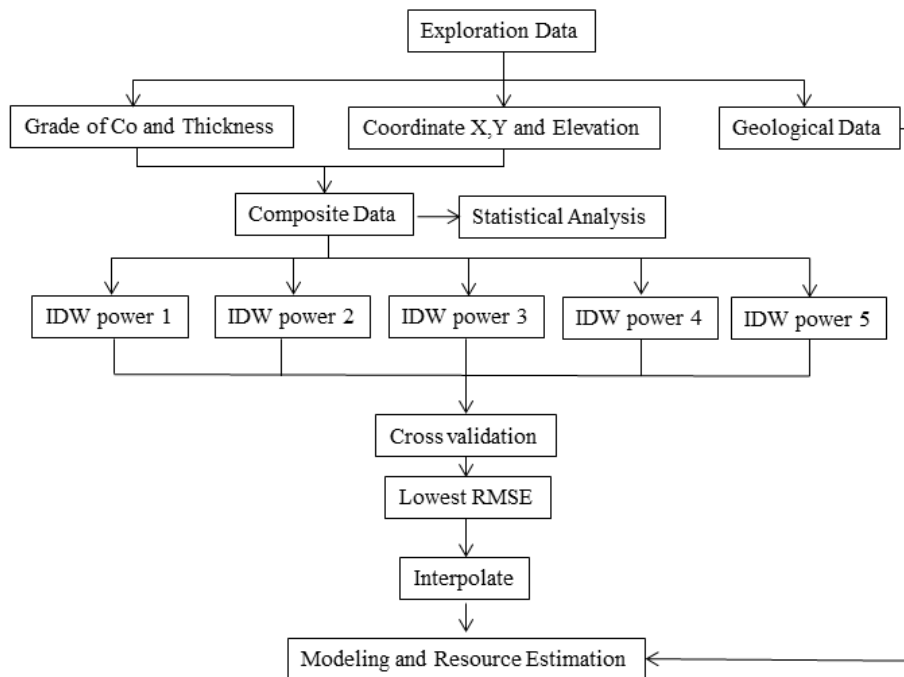 Exploration Data
Grade of Co and Thickness
Coordinate X,Y and Elevation
Geological Data
Composite Data
Statistical Analysis
IDW power 1
IDW power 2
IDW power 3
IDW power 4
IDW power 5
Cross validation
Lowest RMSE
Interpolate
Modeling and Resource Estimation